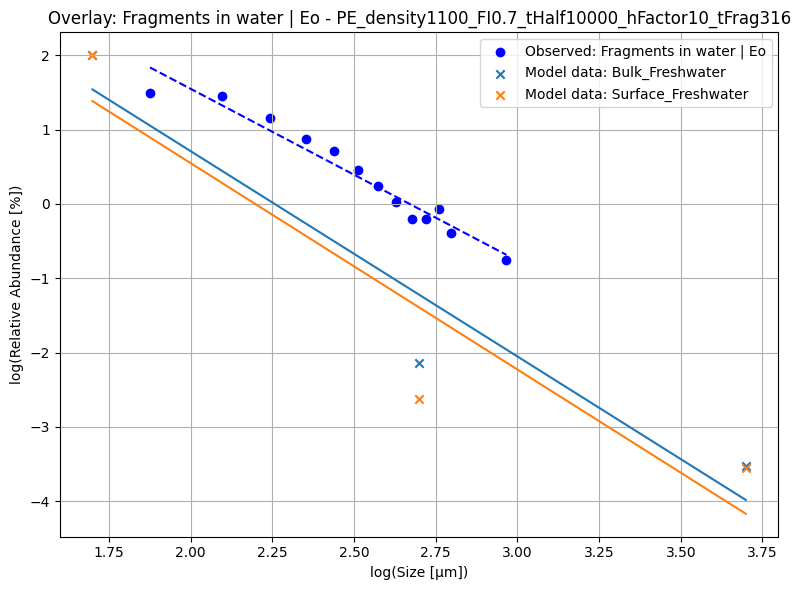 Overlay: Fragments in water | Eo - PE_density1100_FI0.7_tHalf10000_hFactor10_tFrag316
Observed: Fragments in water | Eo
Model data: Bulk_Freshwater
Model data: Surface_Freshwater
log(Relative Abundance [%])
2
1
0
−1
−2
−3
−4
1.75
2.00
2.25
2.50
2.75
3.00
3.25
3.50
3.75
log(Size [µm])